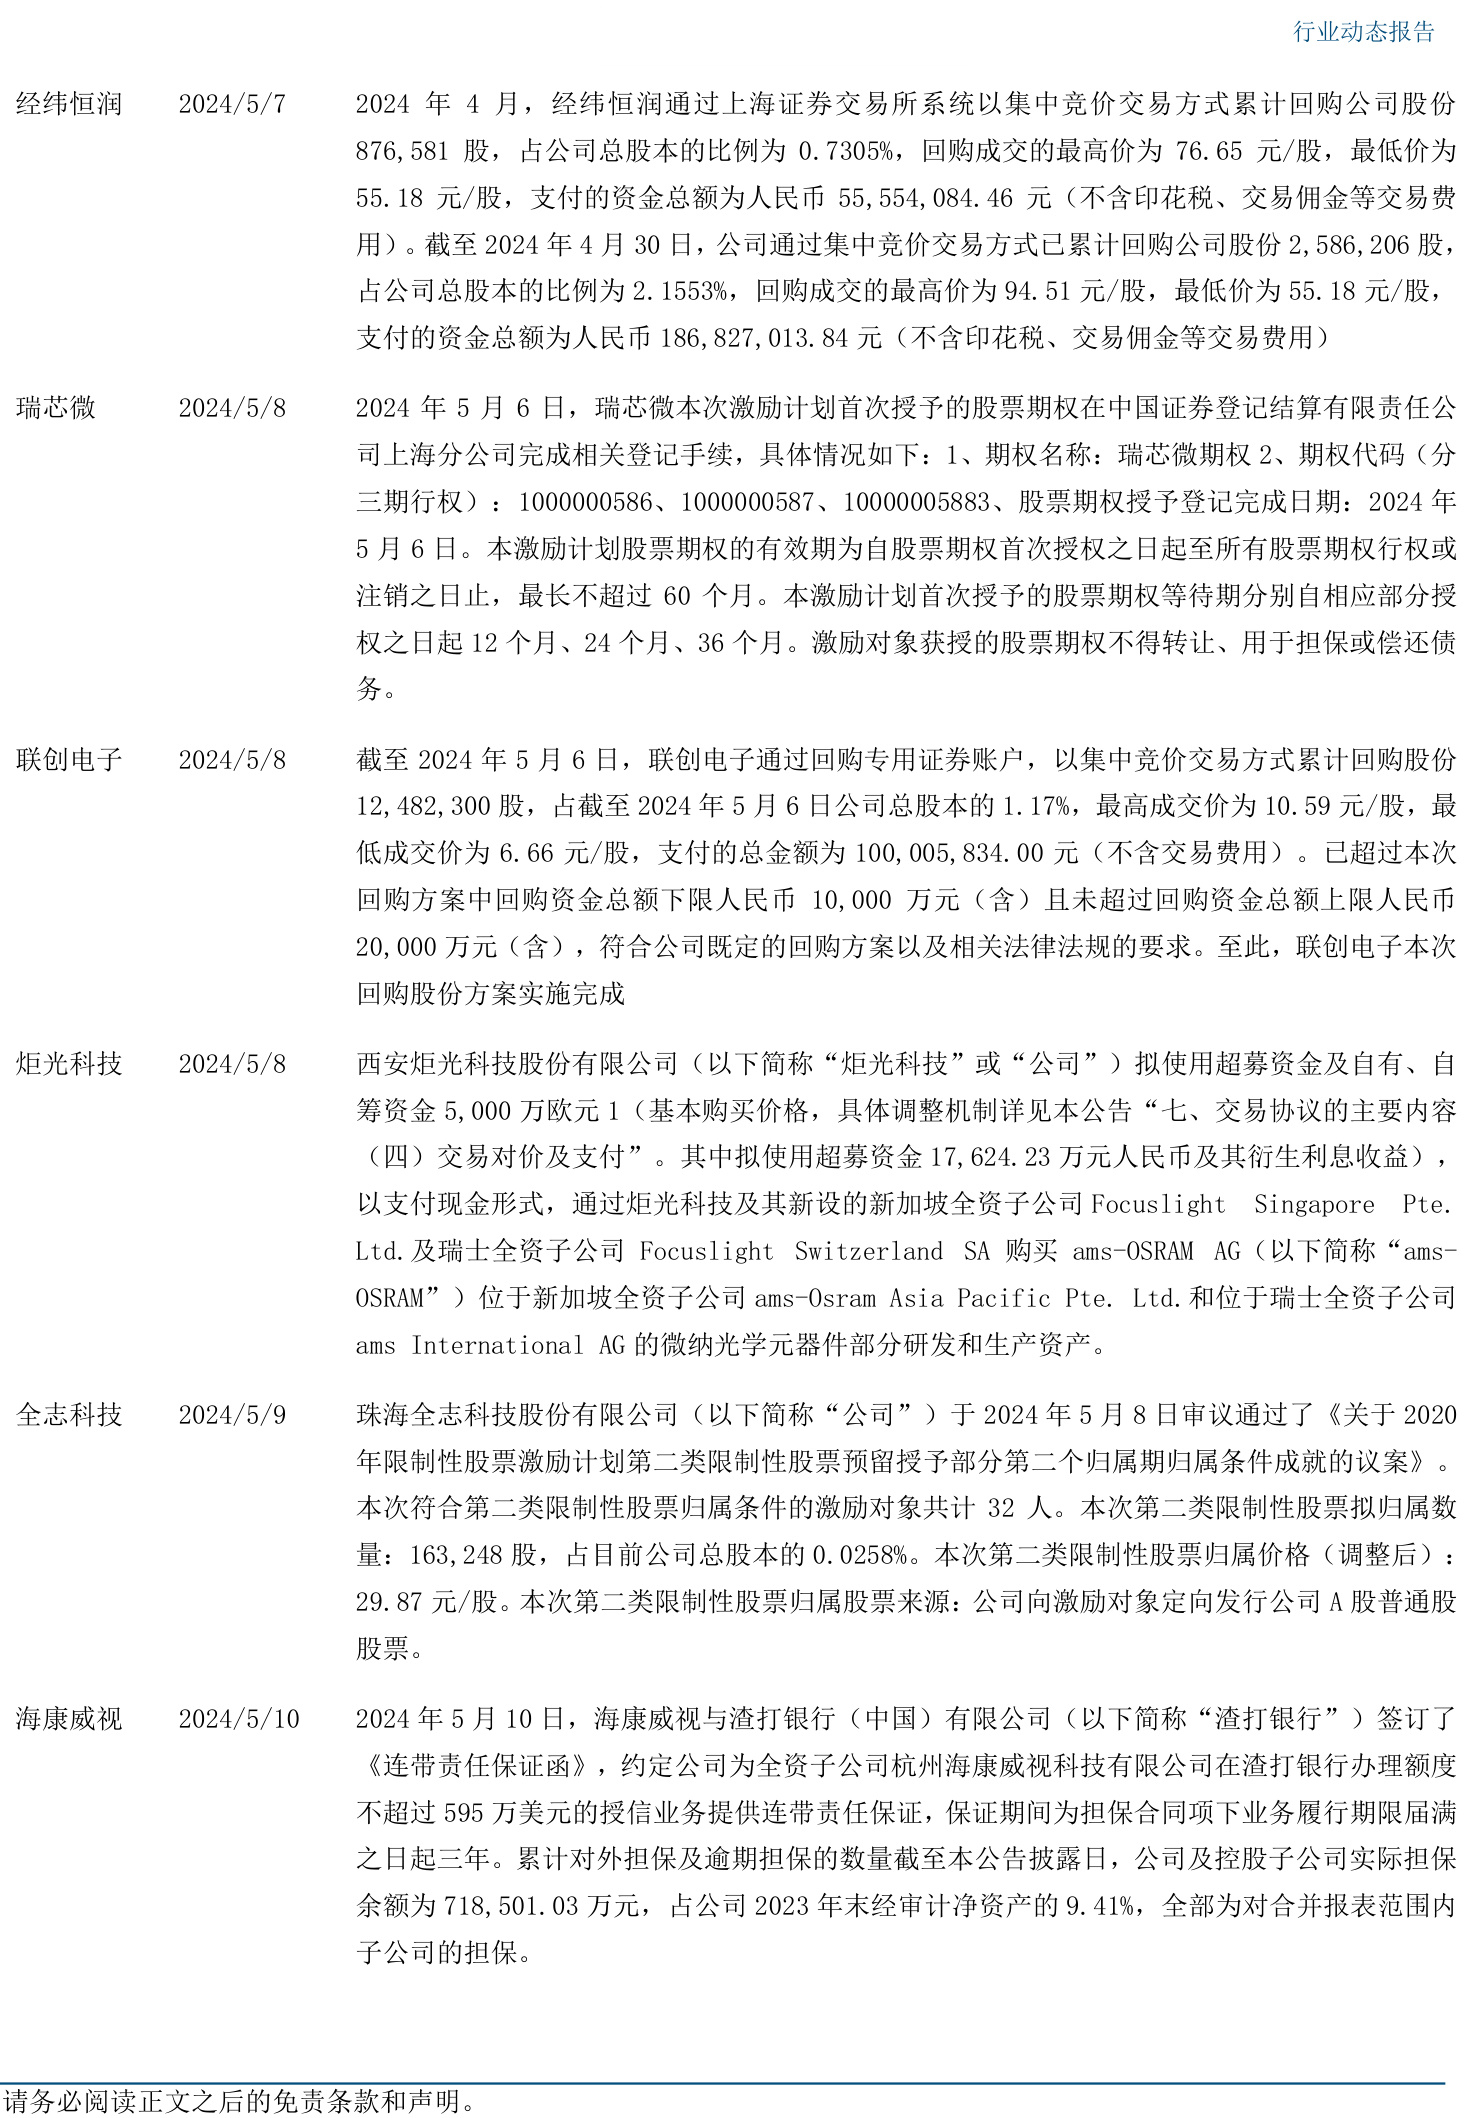 行业动态报告
经纬恒润 2024/5/7 2024 年 4 月，经纬恒润通过上海证券交易所系统以集中竞价交易方式累计回购公司股份
876,581 股，占公司总股本的比例为 0.7305%，回购成交的最高价为 76.65 元/股，最低价为
55.18 元/股，支付的资金总额为人民币 55,554,084.46 元（不含印花税、交易佣金等交易费
用）。截至 2024 年 4 月 30 日，公司通过集中竞价交易方式已累计回购公司股份 2,586,206 股，
占公司总股本的比例为 2.1553%，回购成交的最高价为 94.51 元/股，最低价为 55.18 元/股，
支付的资金总额为人民币 186,827,013.84 元（不含印花税、交易佣金等交易费用）
瑞芯微 2024/5/8 2024 年 5 月 6 日，瑞芯微本次激励计划首次授予的股票期权在中国证券登记结算有限责任公
司上海分公司完成相关登记手续，具体情况如下：1、期权名称：瑞芯微期权 2、期权代码（分
三期行权）：1000000586、1000000587、10000005883、股票期权授予登记完成日期：2024 年
5 月 6 日。本激励计划股票期权的有效期为自股票期权首次授权之日起至所有股票期权行权或
注销之日止，最长不超过 60 个月。本激励计划首次授予的股票期权等待期分别自相应部分授
权之日起 12 个月、24 个月、36 个月。激励对象获授的股票期权不得转让、用于担保或偿还债
务。
联创电子 2024/5/8 截至 2024 年 5 月 6 日，联创电子通过回购专用证券账户，以集中竞价交易方式累计回购股份
12,482,300 股，占截至 2024 年 5 月 6 日公司总股本的 1.17%，最高成交价为 10.59 元/股，最
低成交价为 6.66 元/股，支付的总金额为 100,005,834.00 元（不含交易费用）。已超过本次
回购方案中回购资金总额下限人民币 10,000 万元（含）且未超过回购资金总额上限人民币
20,000 万元（含），符合公司既定的回购方案以及相关法律法规的要求。至此，联创电子本次
回购股份方案实施完成
炬光科技 2024/5/8 西安炬光科技股份有限公司（以下简称“炬光科技”或“公司”）拟使用超募资金及自有、自
筹资金 5,000 万欧元 1（基本购买价格，具体调整机制详见本公告“七、交易协议的主要内容
（四）交易对价及支付”。其中拟使用超募资金 17,624.23 万元人民币及其衍生利息收益），
以支付现金形式，通过炬光科技及其新设的新加坡全资子公司 Focuslight Singapore Pte.
Ltd.及瑞士全资子公司 Focuslight Switzerland SA 购买 ams-OSRAM AG（以下简称“ams-
OSRAM”）位于新加坡全资子公司 ams-Osram Asia Pacific Pte. Ltd.和位于瑞士全资子公司
ams International AG 的微纳光学元器件部分研发和生产资产。
全志科技 2024/5/9 珠海全志科技股份有限公司（以下简称“公司”）于 2024 年 5 月 8 日审议通过了《关于 2020
年限制性股票激励计划第二类限制性股票预留授予部分第二个归属期归属条件成就的议案》。
本次符合第二类限制性股票归属条件的激励对象共计 32 人。本次第二类限制性股票拟归属数
量：163,248 股，占目前公司总股本的 0.0258%。本次第二类限制性股票归属价格（调整后）：
29.87 元/股。本次第二类限制性股票归属股票来源：公司向激励对象定向发行公司 A 股普通股
股票。
海康威视 2024/5/10 2024 年 5 月 10 日，海康威视与渣打银行（中国）有限公司（以下简称“渣打银行”）签订了
《连带责任保证函》，约定公司为全资子公司杭州海康威视科技有限公司在渣打银行办理额度
不超过 595 万美元的授信业务提供连带责任保证，保证期间为担保合同项下业务履行期限届满
之日起三年。累计对外担保及逾期担保的数量截至本公告披露日，公司及控股子公司实际担保
余额为 718,501.03 万元，占公司 2023 年末经审计净资产的 9.41%，全部为对合并报表范围内
子公司的担保。
请务必阅读正文之后的免责条款和声明。